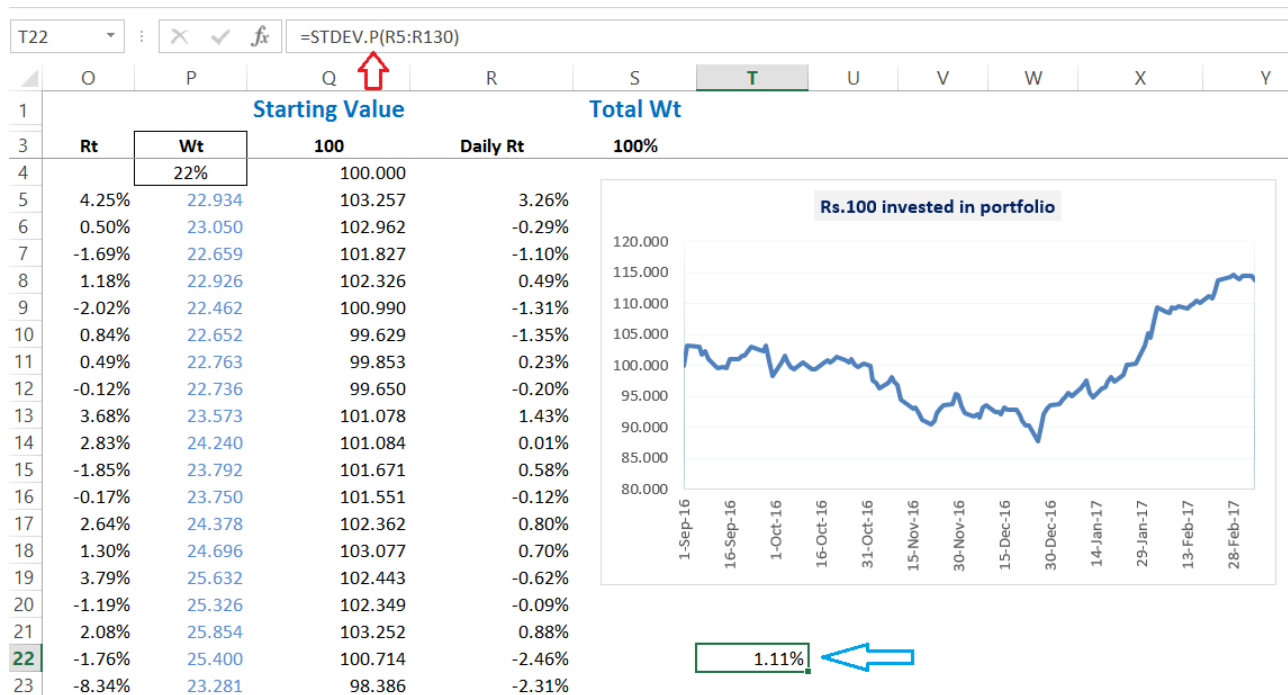 T22 fx =STDEV.P(R5:R130)
O P Q R S T U V W X Y
1 Starting Value Total Wt
3 Rt Wt 100 Daily Rt 100%
4 22% 100.000
5 4.25% 22.934 103.257 3.26%
6 0.50% 23.050 102.962 -0.29%
7 -1.69% 22.659 101.827 -1.10%
8 1.18% 22.926 102.326 0.49%
9 -2.02% 22.462 100.990 -1.31%
10 0.84% 22.652 99.629 -1.35%
11 0.49% 22.763 99.853 0.23%
12 -0.12% 22.736 99.650 -0.20%
13 3.68% 23.573 101.078 1.43%
14 2.83% 24.240 101.084 0.01%
15 -1.85% 23.792 101.671 0.58%
16 -0.17% 23.750 101.551 -0.12%
17 2.64% 24.378 102.362 0.80%
18 1.30% 24.696 103.077 0.70%
19 3.79% 25.632 102.443 -0.62%
20 -1.19% 25.326 102.349 -0.09%
21 2.08% 25.854 103.252 0.88%
22 -1.76% 25.400 100.714 -2.46% 1.11%
23 -8.34% 23.281 98.386 -2.31%
Rs.100 invested in portfolio
120.000
115.000
110.000
105.000
100.000
95.000
90.000
85.000
80.000
1-Sep-16
16-Sep-16
1-Oct-16
16-Oct-16
31-Oct-16
15-Nov-16
30-Nov-16
15-Dec-16
30-Dec-16
14-Jan-17
29-Jan-17
13-Feb-17
28-Feb-17